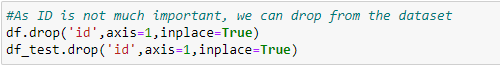 #As ID is not much important, we can drop from the dataset
df.drop('id',axis=1,inplace=True)
df_test.drop('id',axis=1,inplace=True)